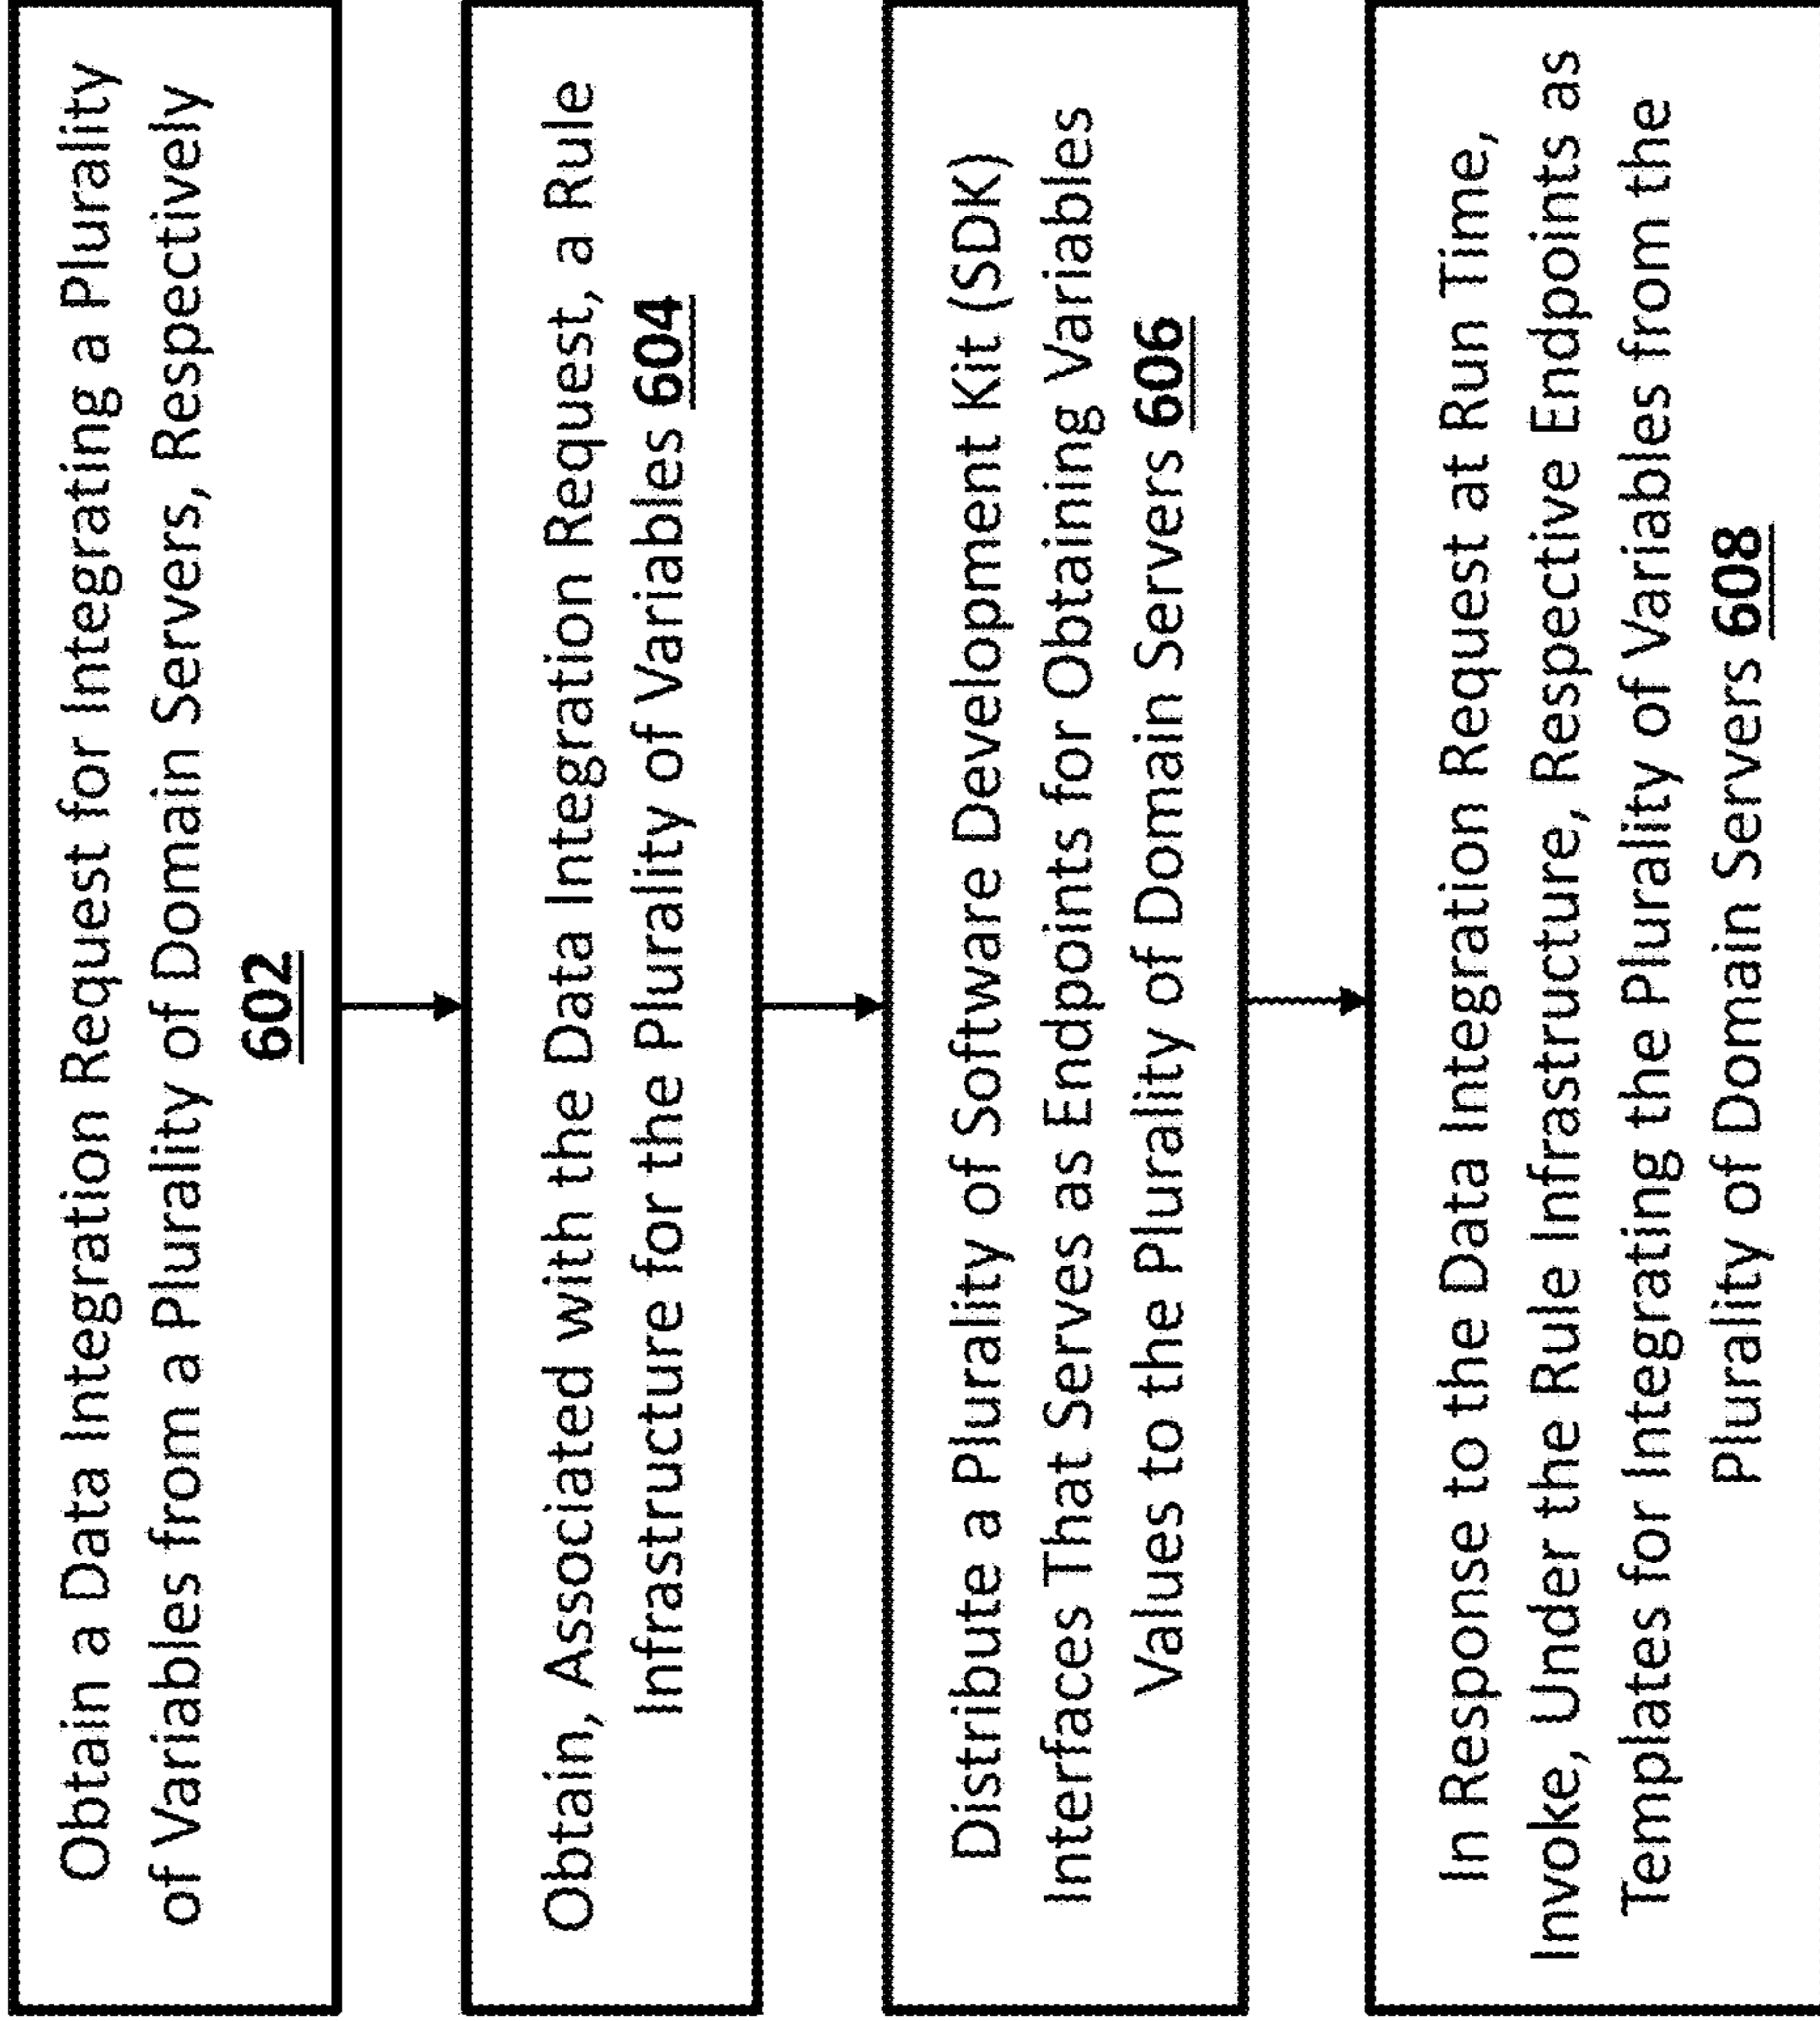 Obtain a Data Integration Request for Integrating a Plurality
of Variables from a Plurality of Domain Servers, Respectively
602
Obtain, Associated with the Data Integration Request, a Rule
Infrastructure for the Plurality of Variables 604
Distribute a Plurality of Software Development Kit (SDK)
Interfaces That Serves as Endpoints for Obtaining Variables
Values to the Plurality of Domain Servers 606
In Response to the Data Integration Request at Run Time,
Invoke, Under the Rule Infrastructure, Respective Endpoints as
Templates for Integrating the Plurality of Variables from the
Plurality of Domain Servers 608